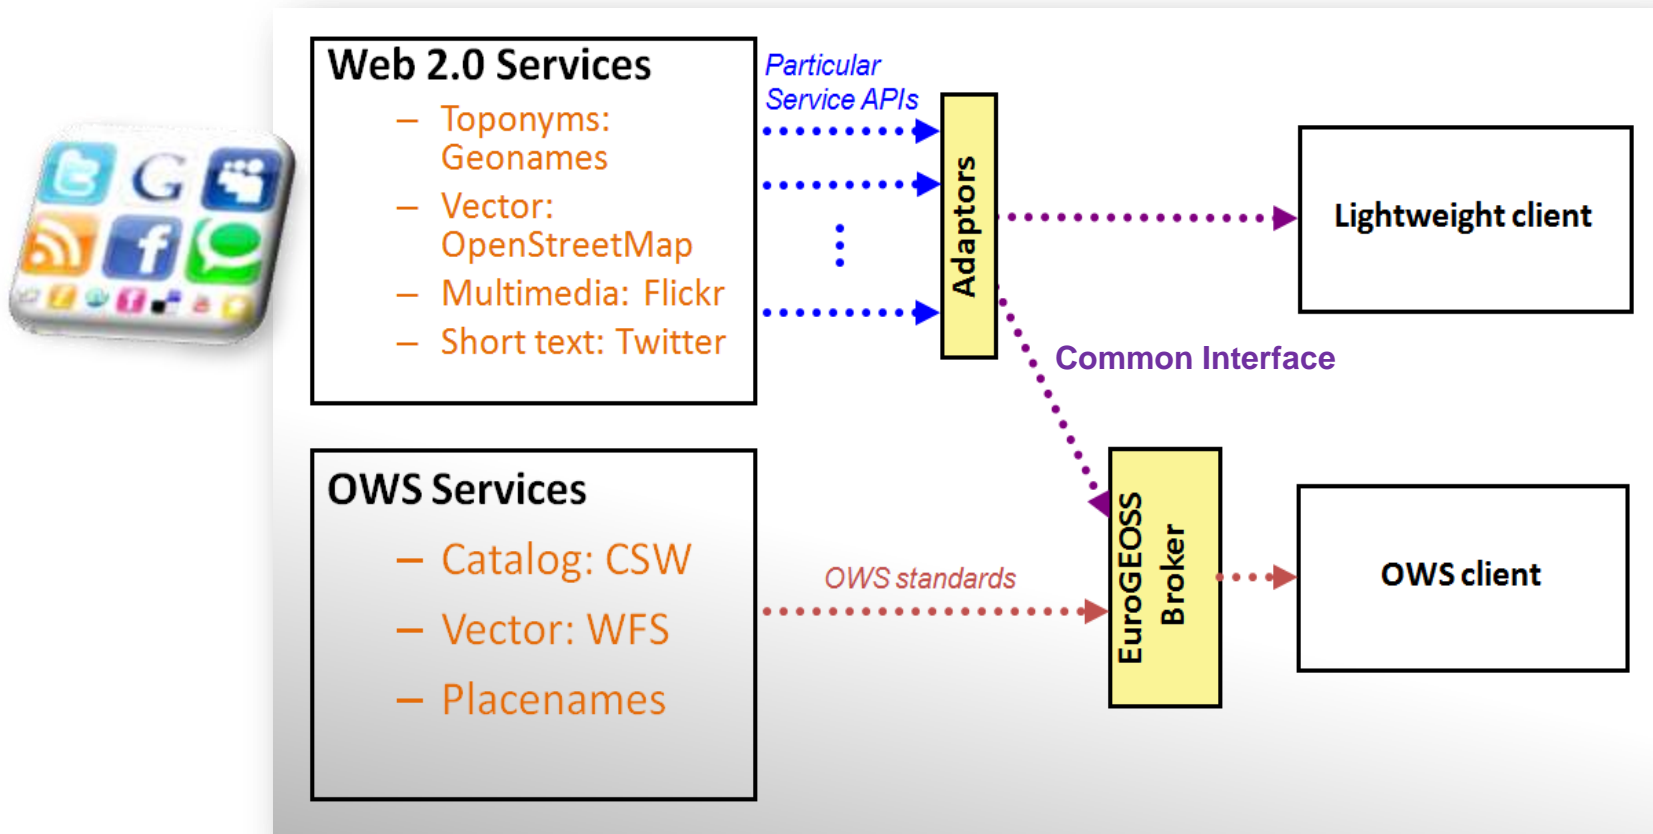 Web 2.0 Services
– Toponyms:
Geonames
– Vector:
OpenStreetMap
– Multimedia: Flickr
– Short text: Twitter
Particular
Service APIs
Adaptors
Lightweight client
Common Interface
OWS Services
– Catalog: CSW
– Vector: WFS
– Placenames
OWS standards
EuroGEOSS
Broker
OWS client